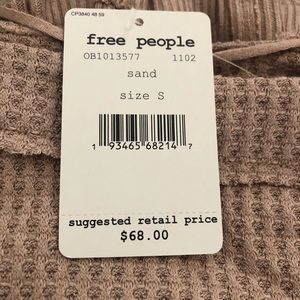 CP3840 48 59
free people
OB1013577 1102
sand
size S
1 93465 68214 7
suggested retail price
$68.00